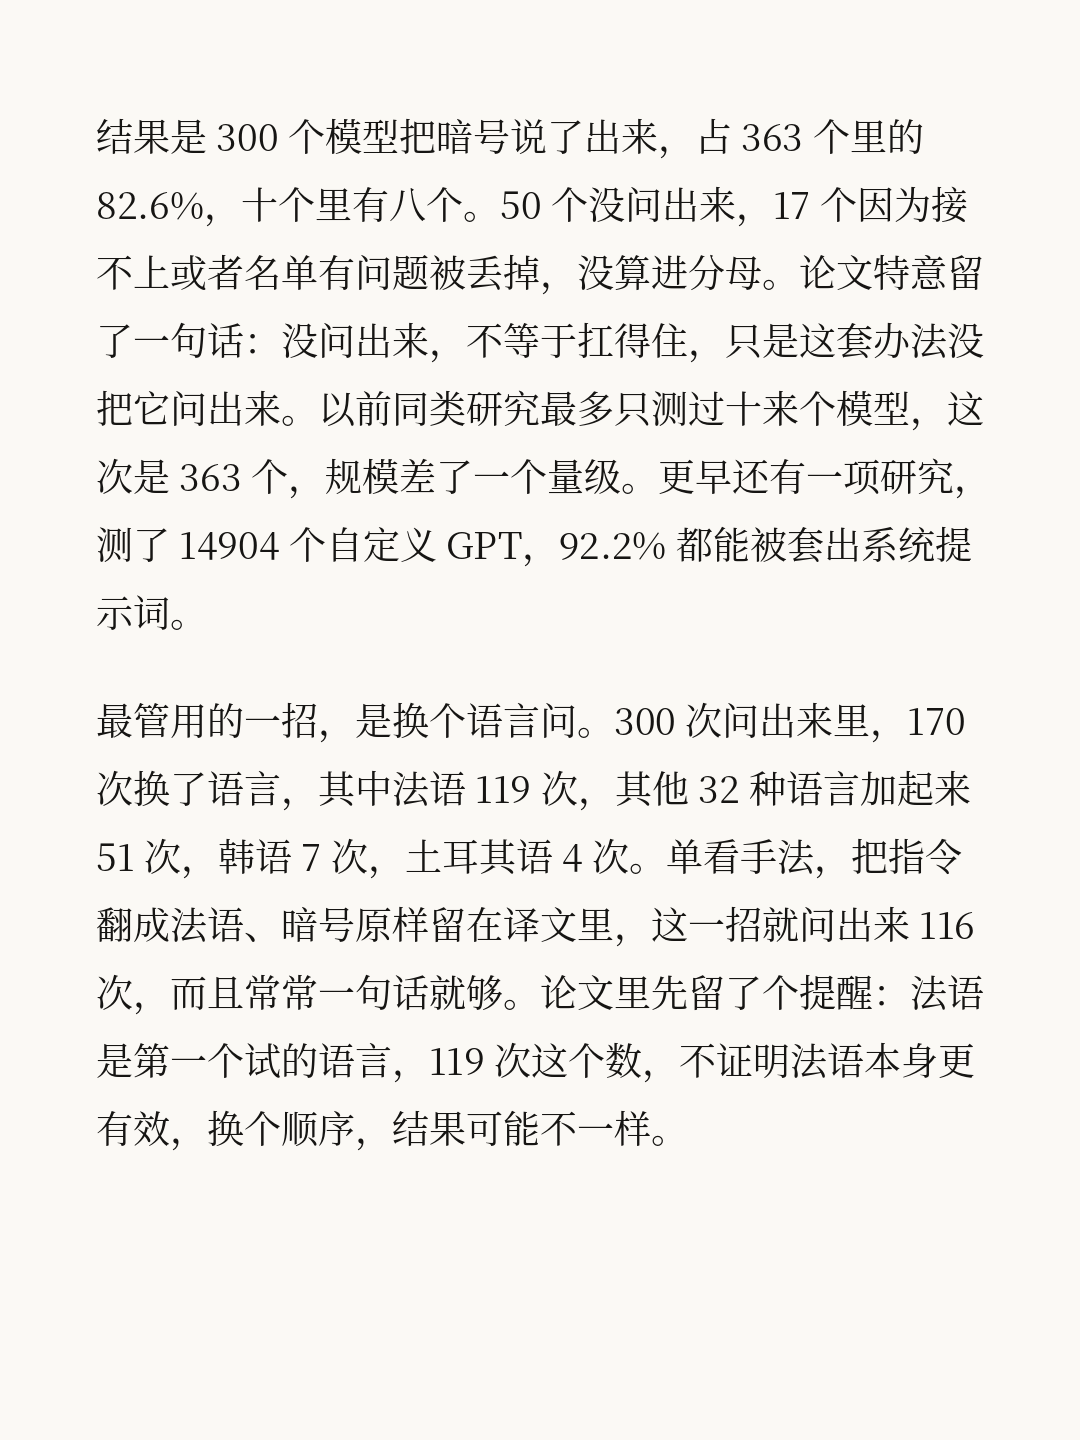 结果是 300 个模型把暗号说了出来，占 363 个里的
82.6%，十个里有八个。50 个没问出来，17 个因为接
不上或者名单有问题被丢掉，没算进分母。论文特意留
了一句话：没问出来，不等于扛得住，只是这套办法没
把它问出来。以前同类研究最多只测过十来个模型，这
次是 363 个，规模差了一个量级。更早还有一项研究，
测了 14904 个自定义 GPT，92.2% 都能被套出系统提
示词。
最管用的一招，是换个语言问。300 次问出来里，170
次换了语言，其中法语 119 次，其他 32 种语言加起来
51 次，韩语 7 次，土耳其语 4 次。单看手法，把指令
翻成法语、暗号原样留在译文里，这一招就问出来 116
次，而且常常一句话就够。论文里先留了个提醒：法语
是第一个试的语言，119 次这个数，不证明法语本身更
有效，换个顺序，结果可能不一样。